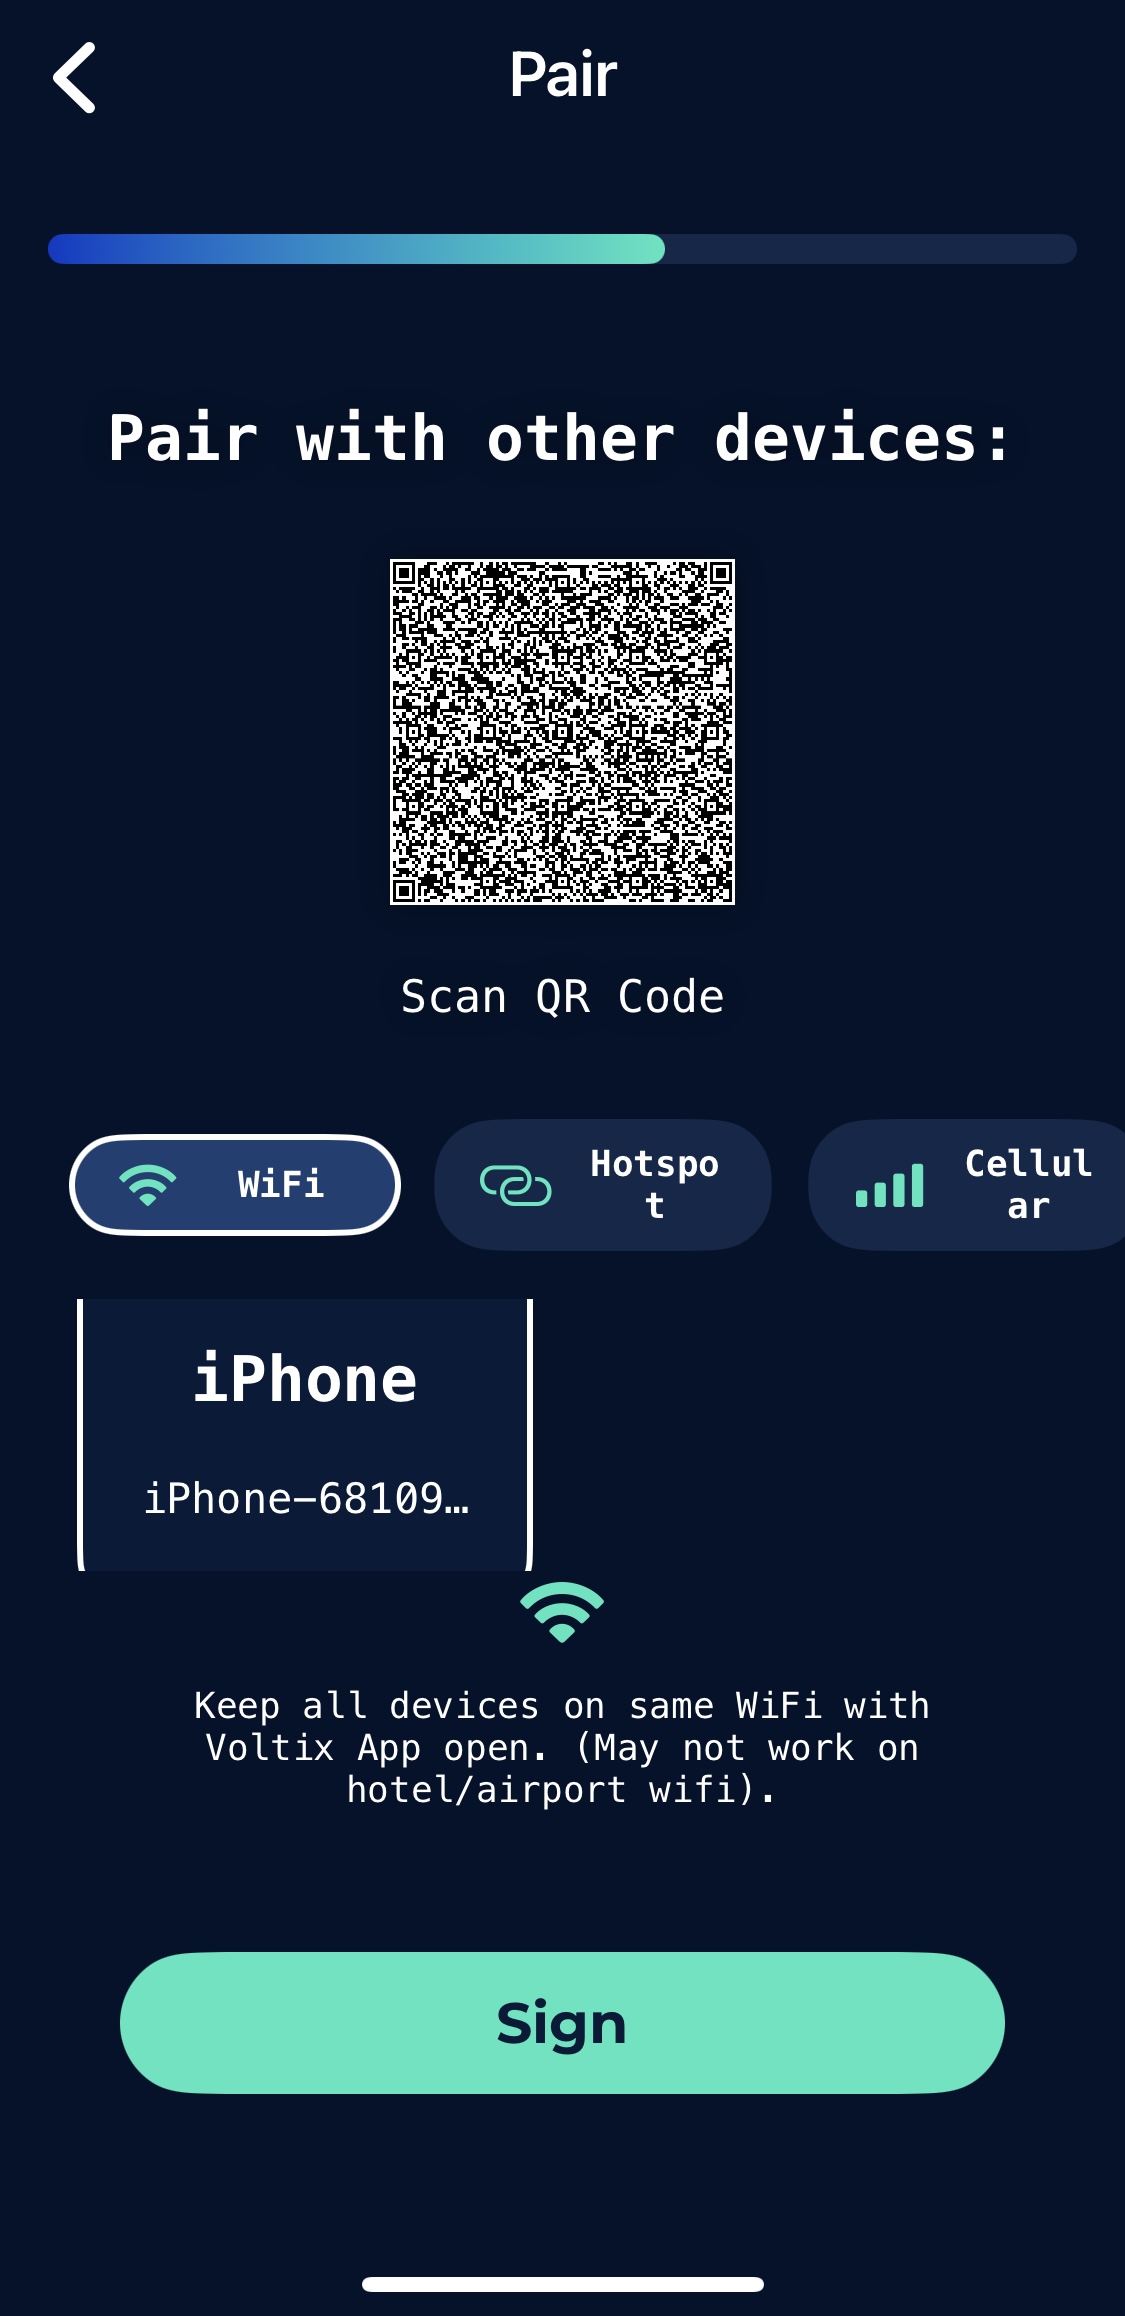 Pair
Pair with other devices:
Scan QR Code
WiFi
Hotspo
t
Cellul
ar
iPhone
iPhone-68109…
Keep all devices on same WiFi with
Voltix App open. (May not work on
hotel/airport wifi).
Sign